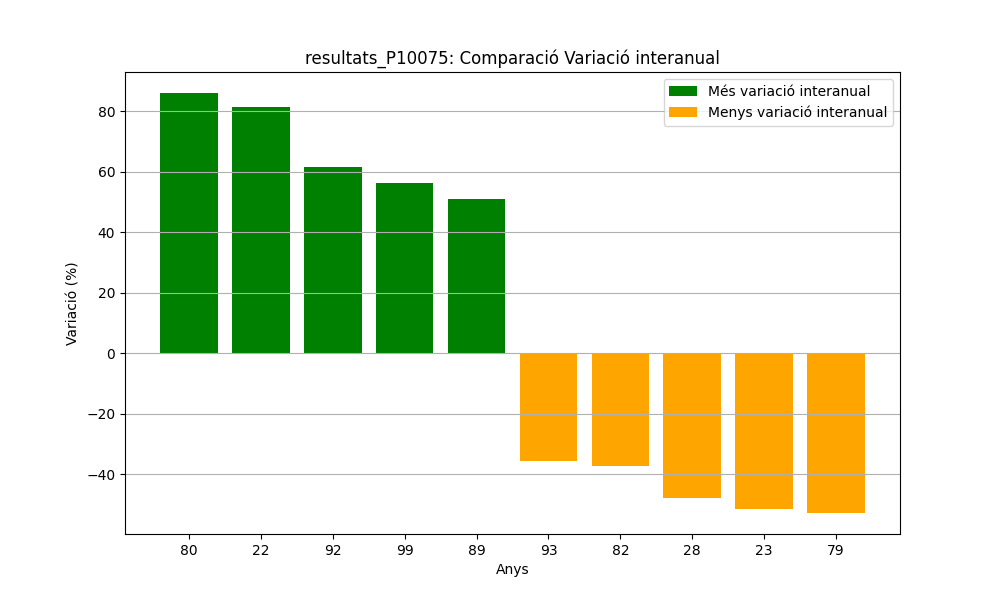 resultats_P10075: Comparació Variació interanual
Més variació interanual
Menys variació interanual
Variació (%)
80
60
40
20
0
−20
−40
80 22 92 99 89 93 82 28 23 79
Anys